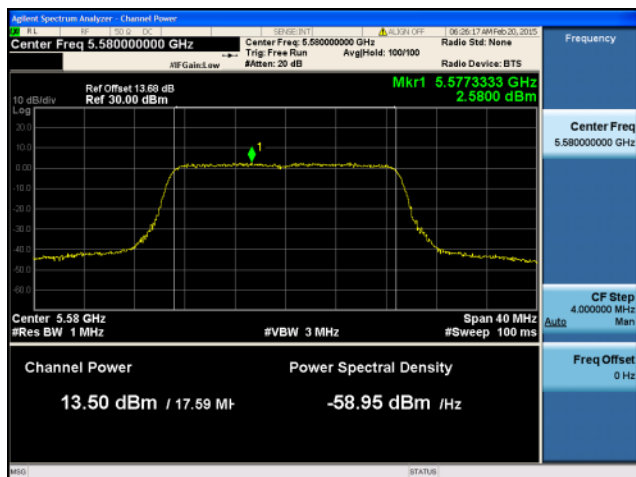 Agilent Spectrum Analyzer - Channel Power
RL RF 50 Ω DC SENSE:INT ALIGN OFF 06:26:17 AM Feb 20, 2015
Center Freq 5.580000000 GHz
Center Freq: 5.580000000 GHz
Radio Std: None
Trig: Free Run Avg|Hold: 100/100
#IFGain:Low #Atten: 20 dB Radio Device: BTS
Frequency
Mkr1 5.5773333 GHz
2.5800 dBm
Ref Offset 13.68 dB
10 dB/div Ref 30.00 dBm
Log
20.0
10.0
0.00
-10.0
-20.0
-30.0
-40.0
-50.0
-60.0
1
Center 5.58 GHz Span 40 MHz
#Res BW 1 MHz #VBW 3 MHz #Sweep 100 ms
Channel Power Power Spectral Density
13.50 dBm / 17.59 MH -58.95 dBm /Hz
Center Freq
5.580000000 GHz
CF Step
4.000000 MHz
Auto Man
Freq Offset
0 Hz
MSG STATUS